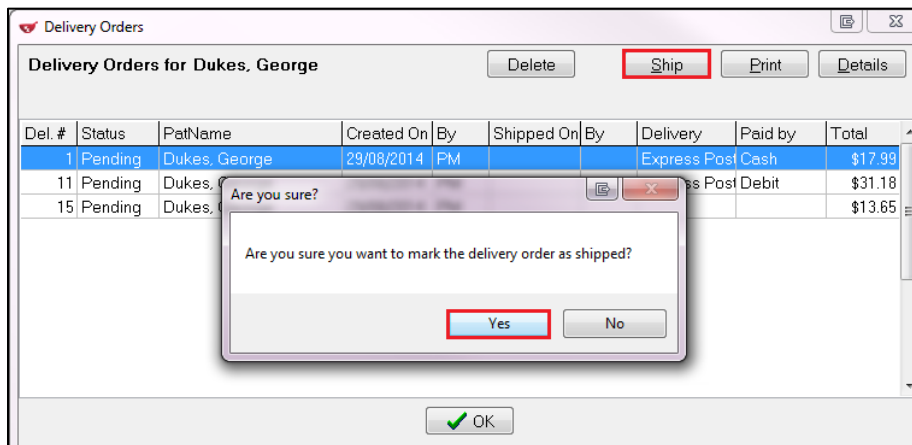 Delivery Orders
Delivery Orders for Dukes, George Delete Ship Print Details
Del. # Status PatName Created On By Shipped On By Delivery Paid by Total
1 Pending Dukes, George 29/08/2014 PM Express Post Cash $17.99
11 Pending Dukes, Post Debit $31.18
15 Pending Dukes, $13.65
Are you sure?
Are you sure you want to mark the delivery order as shipped?
Yes No
OK